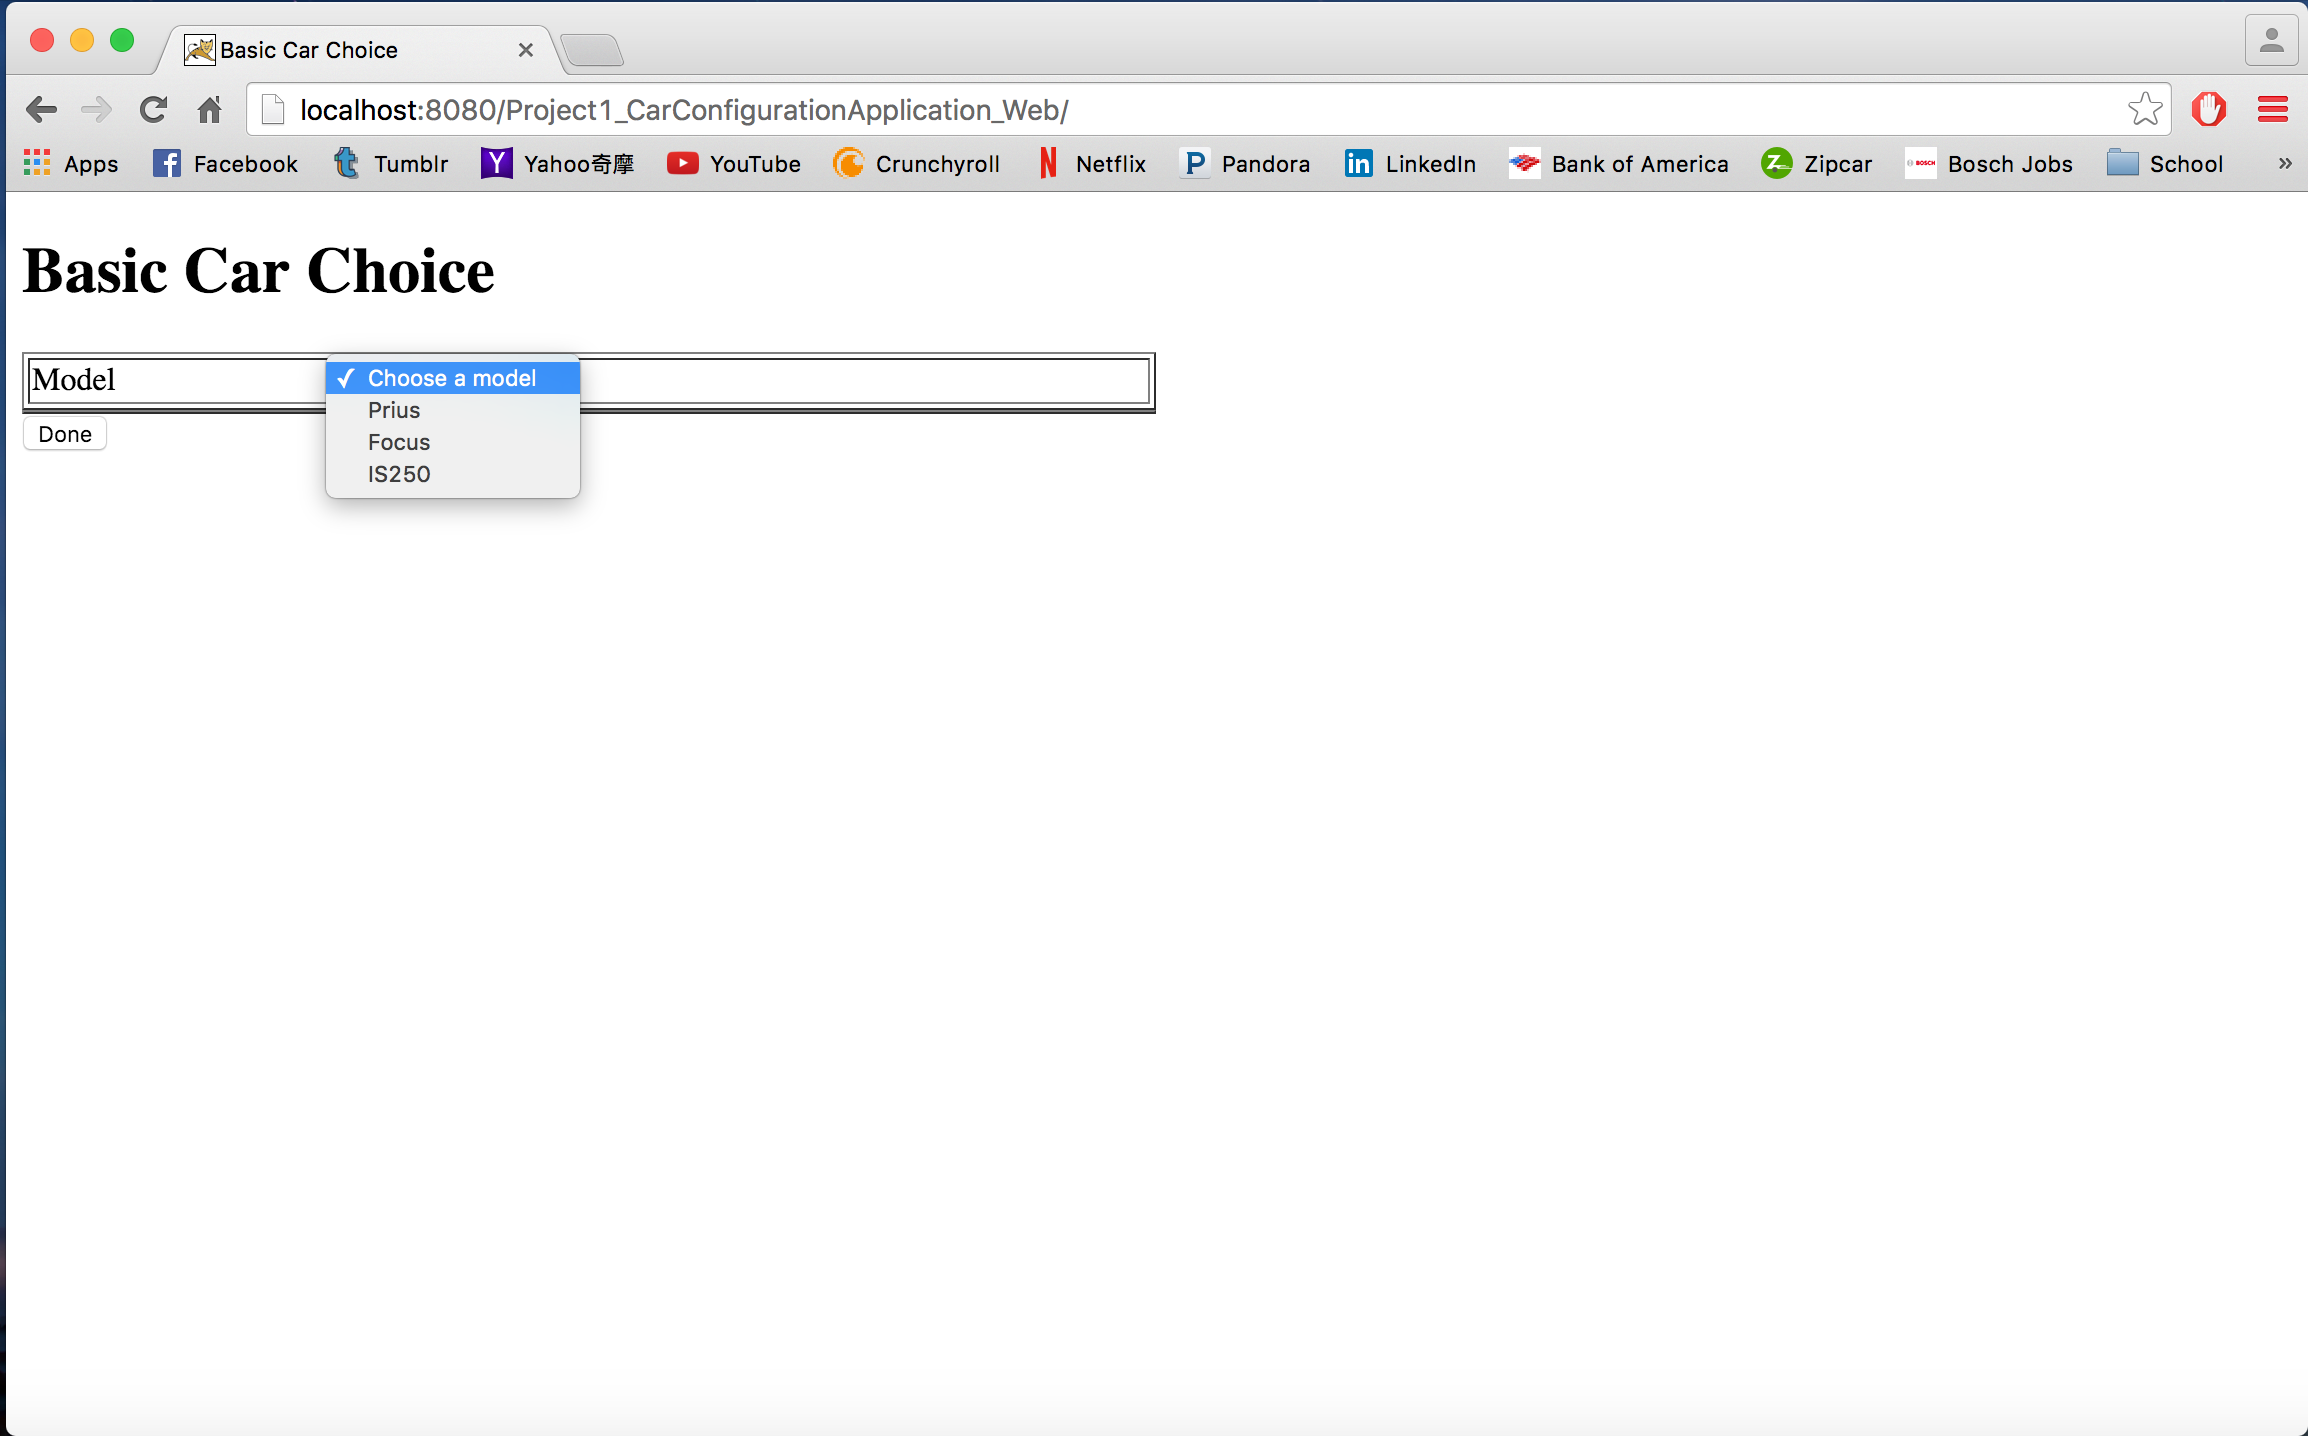 Basic Car Choice
localhost:8080/Project1_CarConfigurationApplication_Web/
Apps Facebook Tumblr Yahoo奇摩 YouTube Crunchyroll Netflix Pandora LinkedIn Bank of America Zipcar Bosch Jobs School »
Basic Car Choice
Model ✓ Choose a model
Prius
Done
Focus
IS250